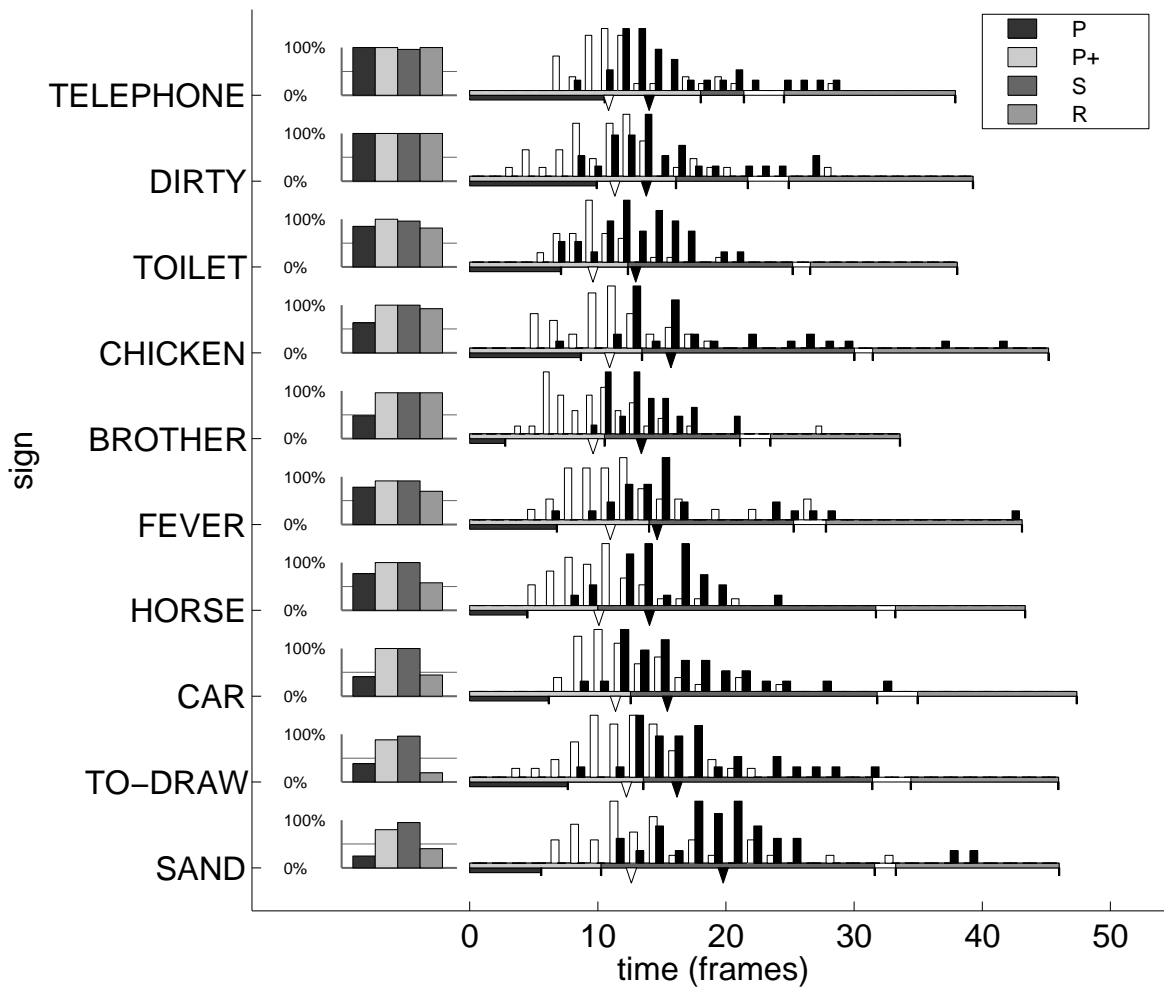 P
P+
S
R
100%
TELEPHONE
0%
100%
DIRTY
0%
100%
TOILET
0%
100%
CHICKEN
0%
100%
BROTHER
0%
100%
FEVER
0%
100%
HORSE
0%
100%
CAR
0%
100%
TO−DRAW
0%
100%
SAND
0%
sign
0 10 20 30 40 50
time (frames)